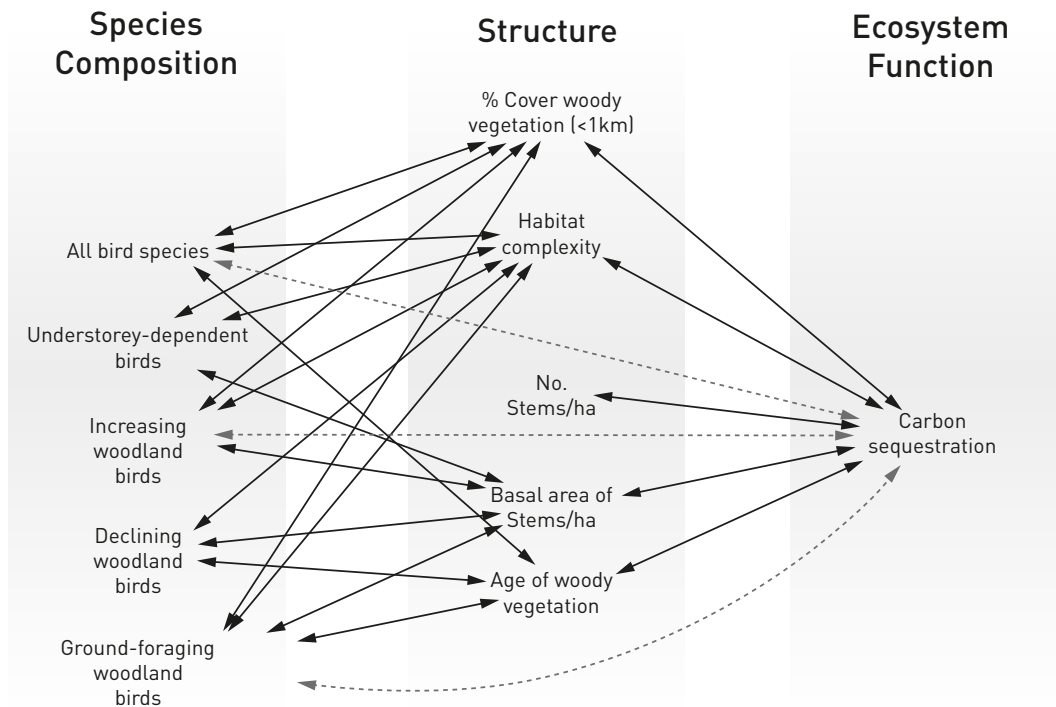 Species
Composition
Structure
Ecosystem
Function
% Cover woody
vegetation (<1km)
Habitat
complexity
All bird species
Understorey-dependent
birds
No.
Stems/ha
Increasing
woodland
birds
Carbon
sequestration
Basal area of
Stems/ha
Declining
woodland
birds
Age of woody
vegetation
Ground-foraging
woodland
birds